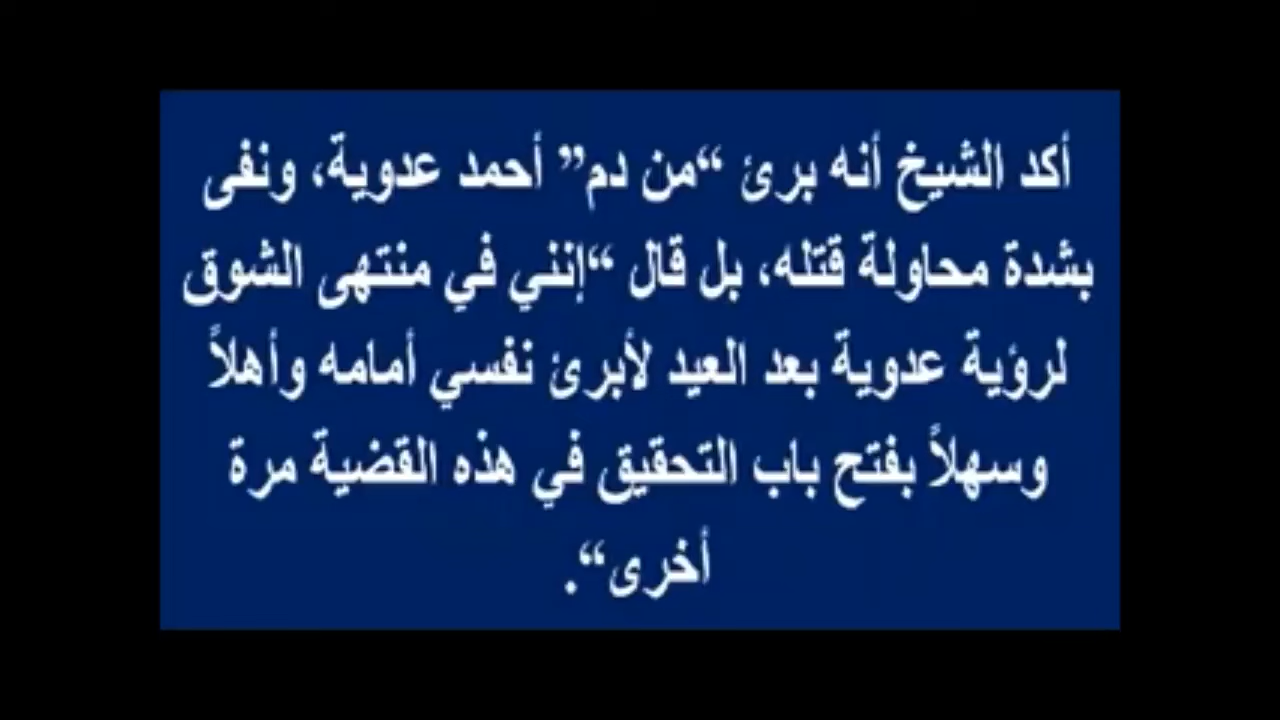 أكد الشيخ أنه برئ “من دم” أحمد عدوية، ونفى
بشدة محاولة قتله، بل قال “إنني في منتهى الشوق
لرؤية عدوية بعد العيد لأبرئ نفسي أمامه وأهلاً
وسهلاً بفتح باب التحقيق في هذه القضية مرة
أخرى“.